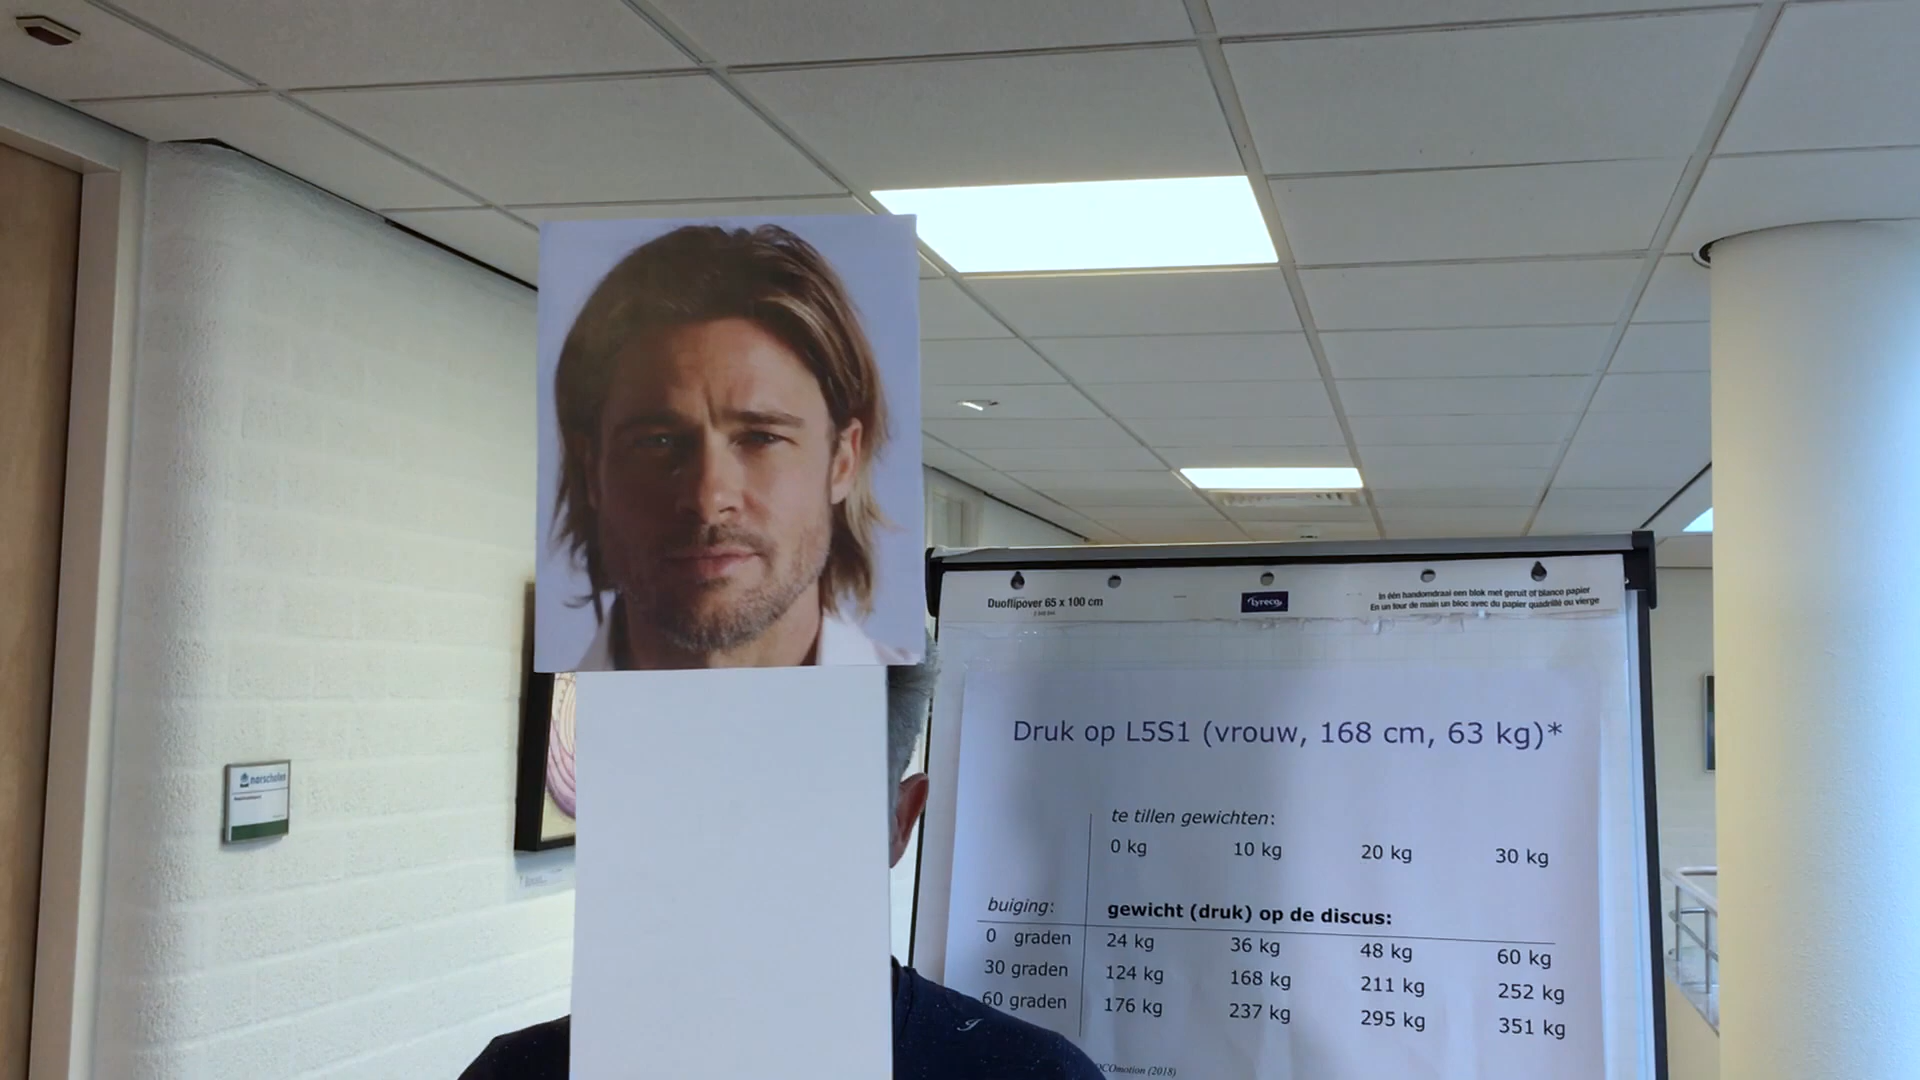 norschoten
Duoflipover 65 x 100 cm
lyreco
In één handomdraai een blok met geruit of blanco papier
En un tour de main un bloc avec du papier quadrillé ou vierge
Druk op L5S1 (vrouw, 168 cm, 63 kg)*
te tillen gewichten:
0 kg 10 kg 20 kg 30 kg
buiging: gewicht (druk) op de discus:
0 graden 24 kg 36 kg 48 kg 60 kg
30 graden 124 kg 168 kg 211 kg 252 kg
60 graden 176 kg 237 kg 295 kg 351 kg
COmotion (2018)